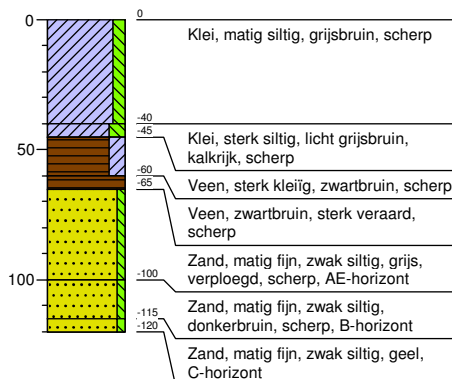 0
0
Klei, matig siltig, grijsbruin, scherp
-40
-45
Klei, sterk siltig, licht grijsbruin,
kalkrijk, scherp
50
-60
Veen, sterk kleiïg, zwartbruin, scherp
-65
Veen, zwartbruin, sterk veraard,
scherp
Zand, matig fijn, zwak siltig, grijs,
verploegd, scherp, AE-horizont
100
-100
Zand, matig fijn, zwak siltig,
donkerbruin, scherp, B-horizont
-115
-120
Zand, matig fijn, zwak siltig, geel,
C-horizont